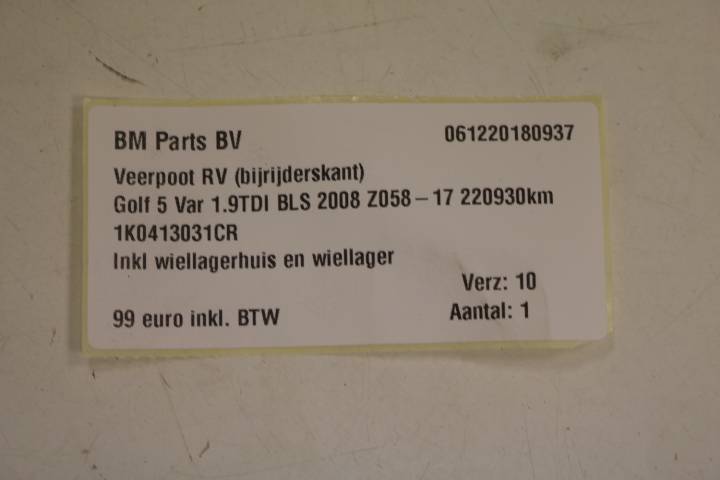 BM Parts BV 061220180937
Veerpoot RV (bijrijderskant)
Golf 5 Var 1.9TDI BLS 2008 Z058-17 220930km
1K0413031CR
Inkl wiellagerhuis en wiellager
Verz: 10
99 euro inkl. BTW Aantal: 1